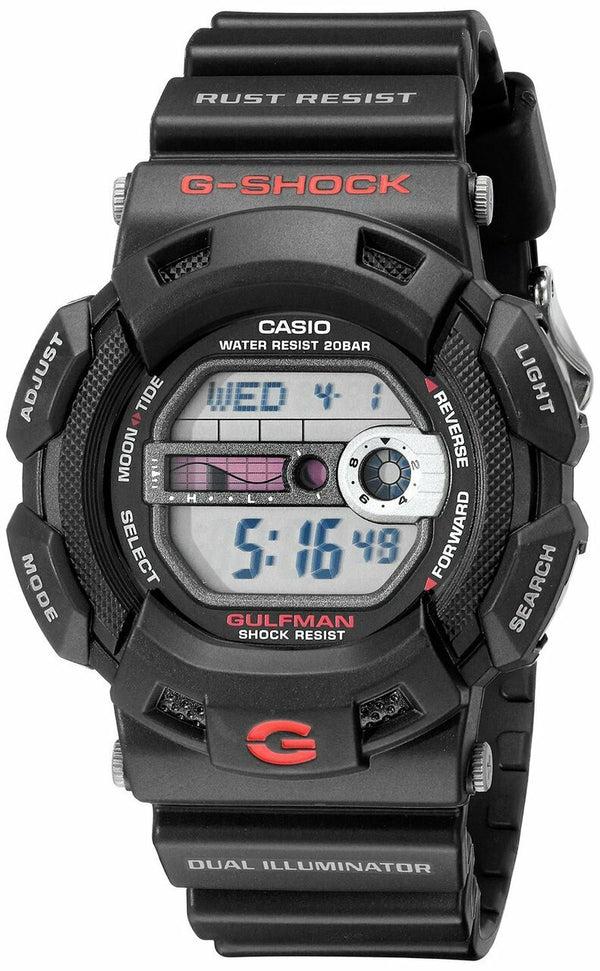 RUST RESIST
G-SHOCK
CASIO
WATER RESIST 20BAR
ADJUST
LIGHT
MOON TIDE
REVERSE
WED 4-1
8 2
6 4
H L
5:16 49
SELECT
FORWARD
MODE
SEARCH
GULFMAN
SHOCK RESIST
G
DUAL ILLUMINATOR